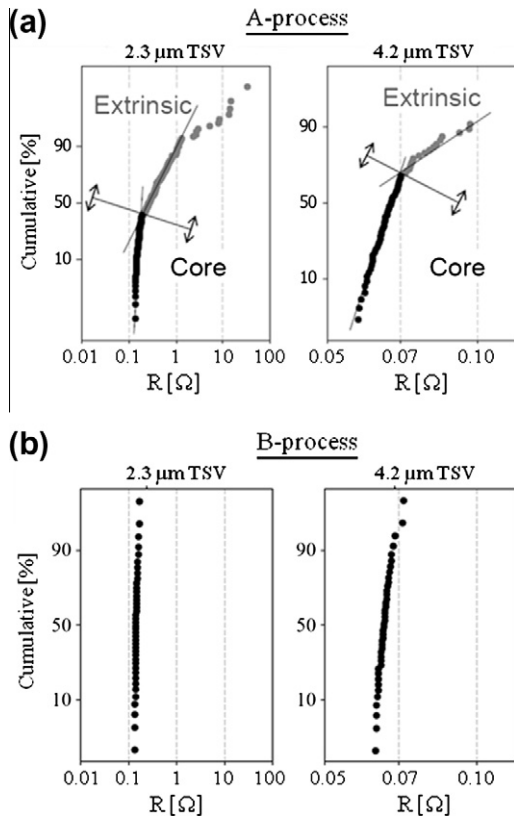 (a)
A-process
2.3 µm TSV
4.2 µm TSV
Cumulative [%]
90
50
10
Extrinsic
Core
0.01 0.1 1 10 100
R [Ω]
90
50
10
Extrinsic
Core
0.05 0.07 0.10
R [Ω]
(b)
B-process
2.3 µm TSV
4.2 µm TSV
Cumulative [%]
90
50
10
0.01 0.1 1 10 100
R [Ω]
90
50
10
0.05 0.07 0.10
R [Ω]